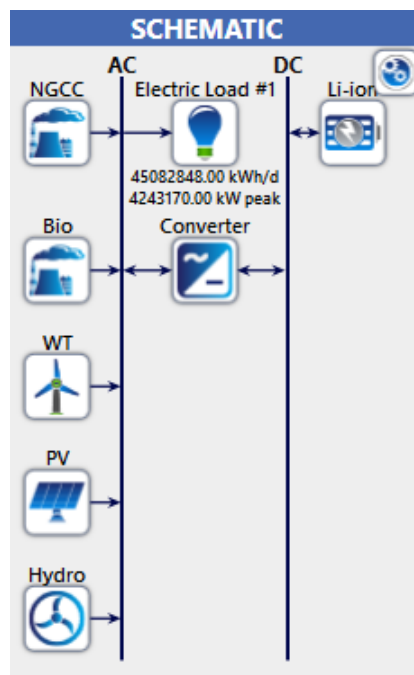 SCHEMATIC
AC DC
NGCC Electric Load #1 Li-ion
45082848.00 kWh/d
4243170.00 kW peak
Bio Converter
WT
PV
Hydro